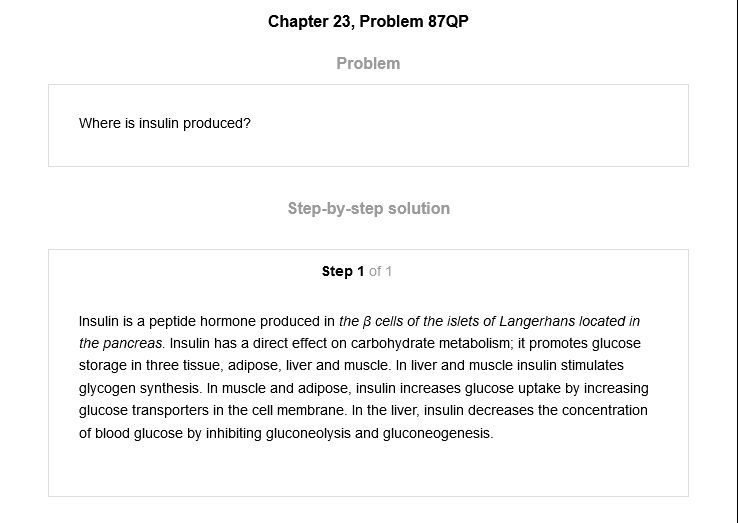 Chapter 23, Problem 87QP
Problem
Where is insulin produced?
Step-by-step solution
Step 1 of 1
Insulin is a peptide hormone produced in the β cells of the islets of Langerhans located in
the pancreas. Insulin has a direct effect on carbohydrate metabolism; it promotes glucose
storage in three tissue, adipose, liver and muscle. In liver and muscle insulin stimulates
glycogen synthesis. In muscle and adipose, insulin increases glucose uptake by increasing
glucose transporters in the cell membrane. In the liver, insulin decreases the concentration
of blood glucose by inhibiting gluconeolysis and gluconeogenesis.